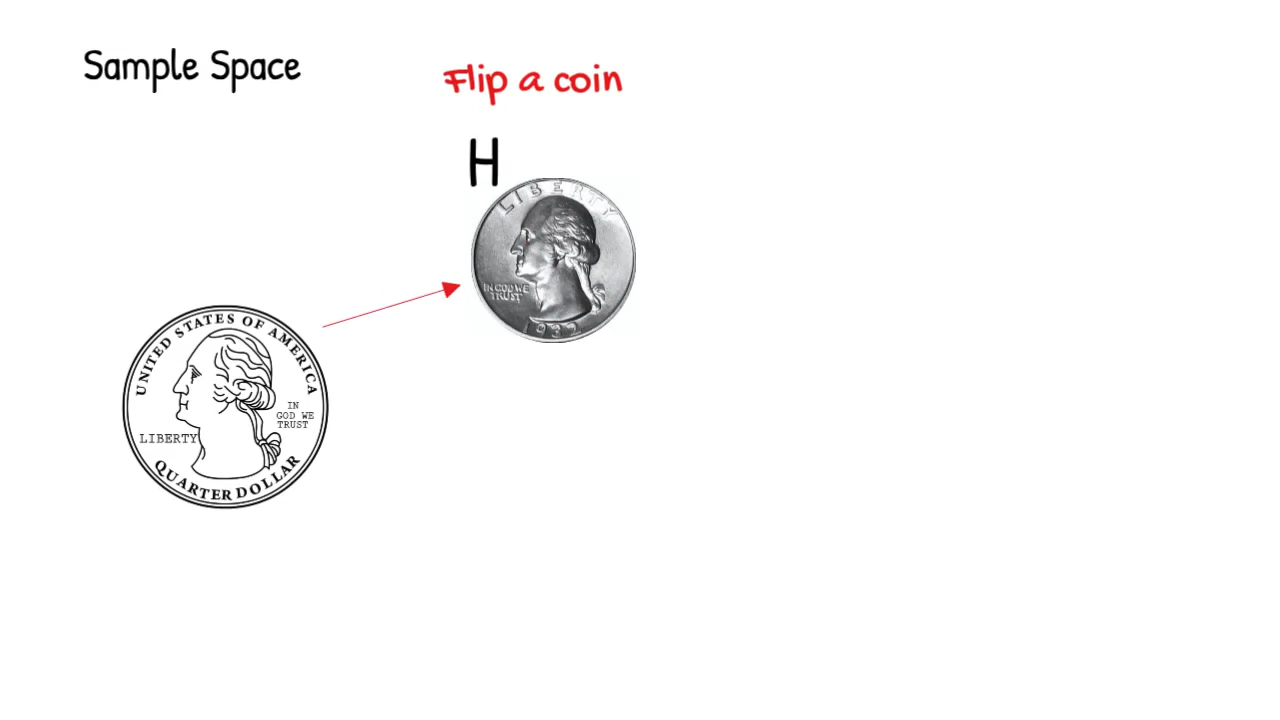 Sample Space
Flip a coin
H
LIBERTY
IN GOD WE
TRUST
1932
UNITED STATES OF AMERICA
IN
GOD WE
TRUST
LIBERTY
QUARTER DOLLAR